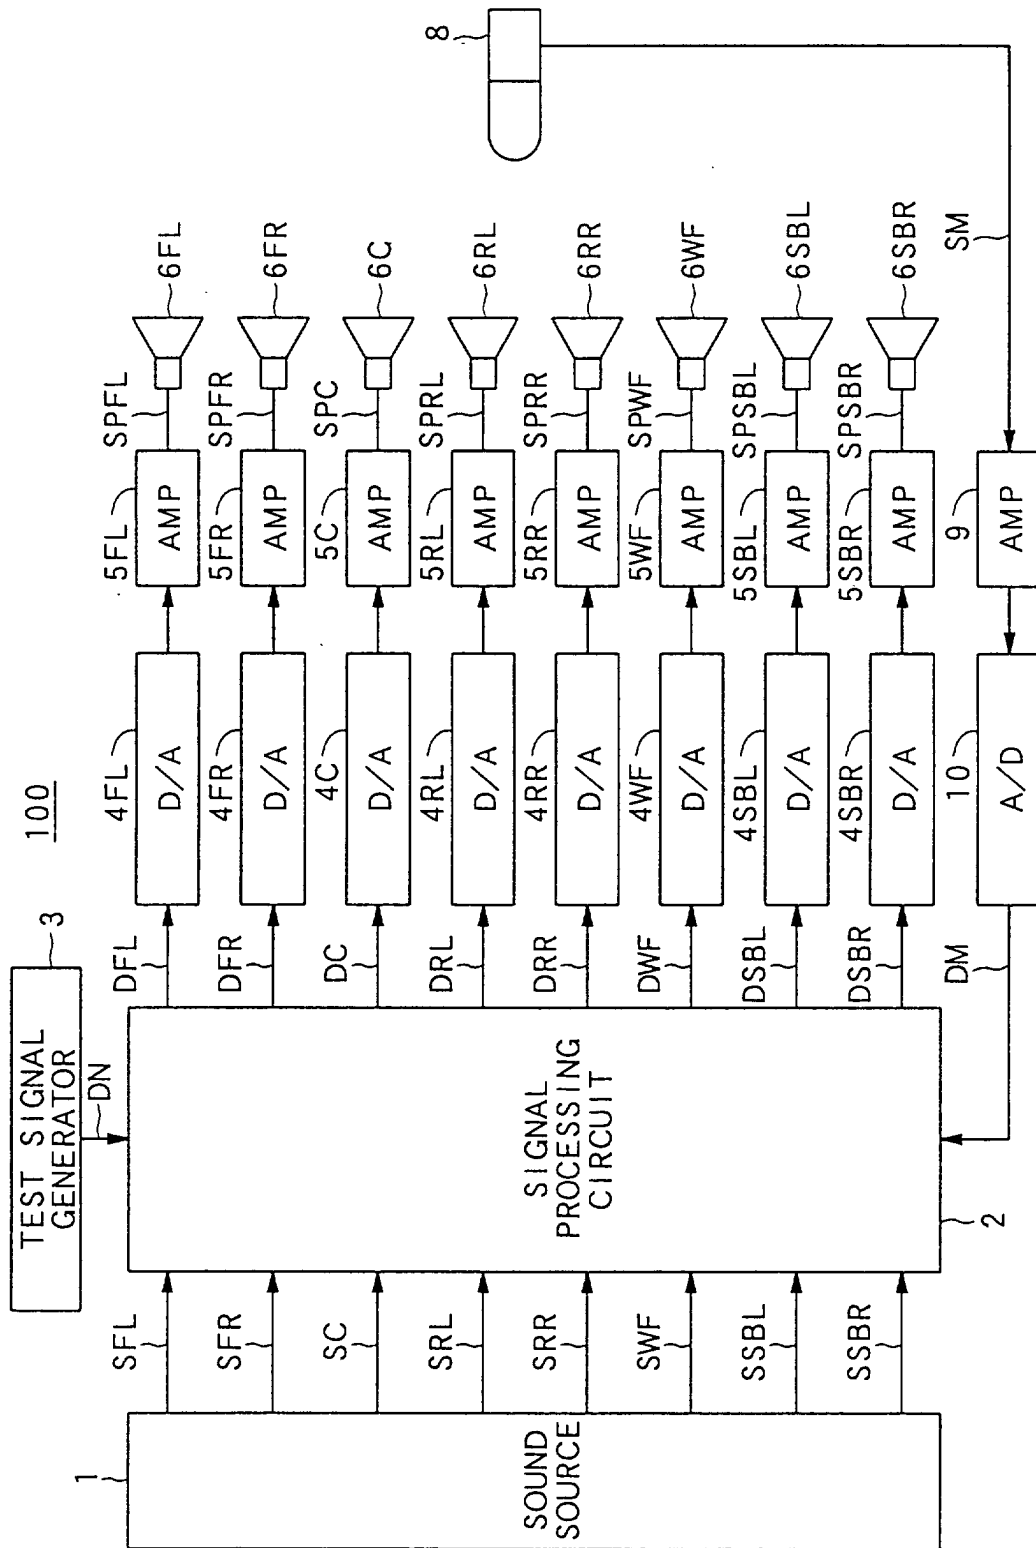 100
TEST SIGNAL
GENERATOR
3
DN
1
SOUND
SOURCE
SFL
SFR
SC
SRL
SRR
SWF
SSBL
SSBR
SIGNAL
PROCESSING
CIRCUIT
2
DFL
DFR
DC
DRL
DRR
DWF
DSBL
DSBR
DM
4FL
D/A
4FR
D/A
4C
D/A
4RL
D/A
4RR
D/A
4WF
D/A
4SBL
D/A
4SBR
D/A
10
A/D
5FL
AMP
5FR
AMP
5C
AMP
5RL
AMP
5RR
AMP
5WF
AMP
5SBL
AMP
5SBR
AMP
9
AMP
SPFL
SPFR
SPC
SPRL
SPRR
SPWF
SPSBL
SPSBR
6FL
6FR
6C
6RL
6RR
6WF
6SBL
6SBR
SM
8